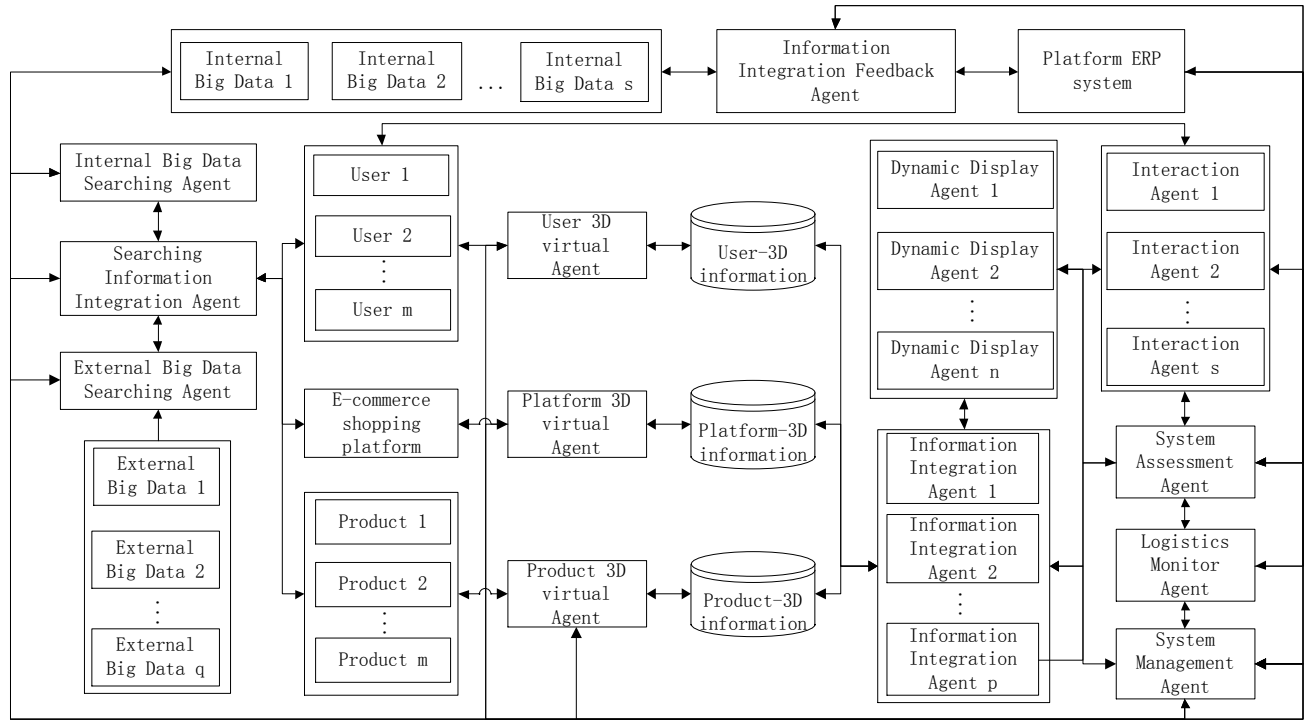 Internal
Big Data 1
Internal
Big Data 2
...
Internal
Big Data s
Information
Integration Feedback
Agent
Platform ERP
system
Internal Big Data
Searching Agent
Searching
Information
Integration Agent
External Big Data
Searching Agent
External
Big Data 1
External
Big Data 2
...
External
Big Data q
User 1
User 2
...
User m
E-commerce
shopping
platform
Product 1
Product 2
...
Product m
User 3D
virtual
Agent
Platform 3D
virtual
Agent
Product 3D
virtual
Agent
User-3D
information
Platform-3D
information
Product-3D
information
Dynamic Display
Agent 1
Dynamic Display
Agent 2
...
Dynamic Display
Agent n
Information
Integration
Agent 1
Information
Integration
Agent 2
...
Information
Integration
Agent p
Interaction
Agent 1
Interaction
Agent 2
...
Interaction
Agent s
System
Assessment
Agent
Logistics
Monitor
Agent
System
Management
Agent